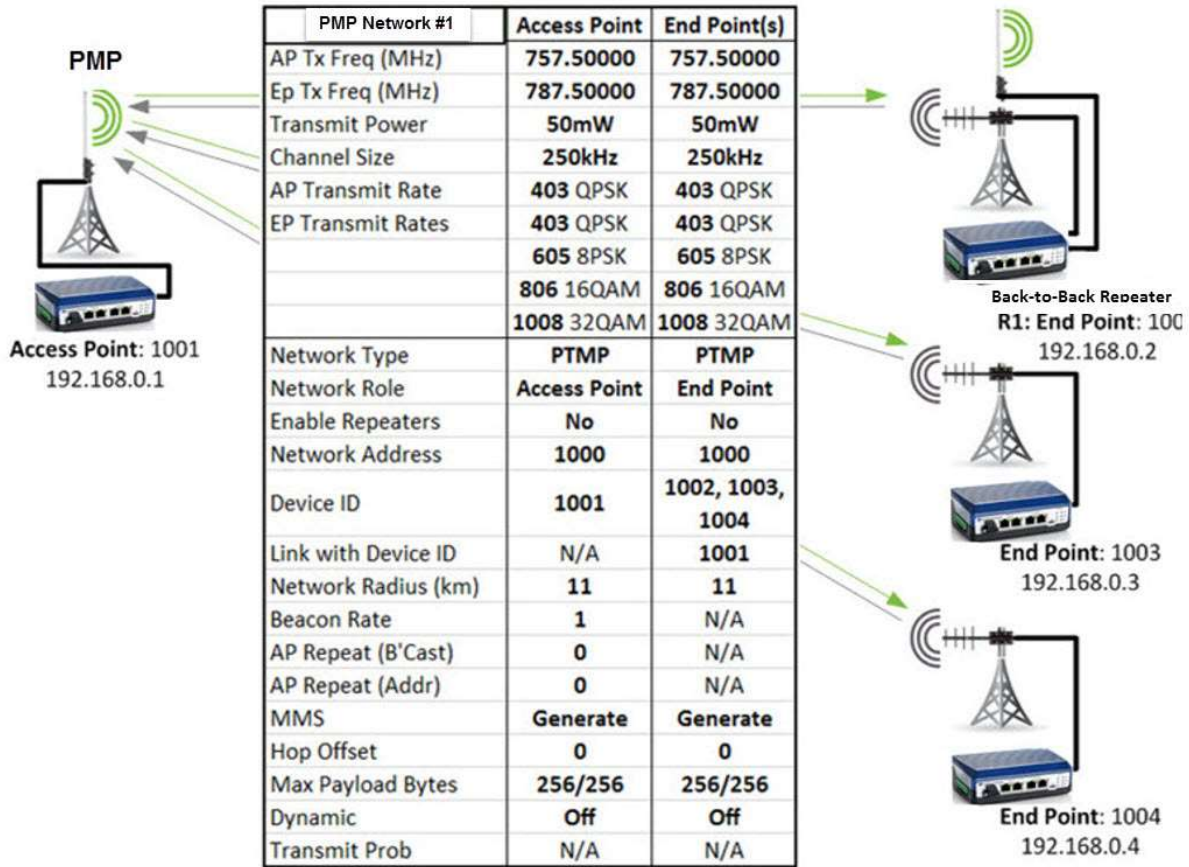 PMP
Access Point: 1001
192.168.0.1
PMP Network #1 Access Point End Point(s)
AP Tx Freq (MHz) 757.50000 757.50000
Ep Tx Freq (MHz) 787.50000 787.50000
Transmit Power 50mW 50mW
Channel Size 250kHz 250kHz
AP Transmit Rate 403 QPSK 403 QPSK
EP Transmit Rates 403 QPSK 403 QPSK
605 8PSK 605 8PSK
806 16QAM 806 16QAM
1008 32QAM 1008 32QAM
Network Type PTMP PTMP
Network Role Access Point End Point
Enable Repeaters No No
Network Address 1000 1000
Device ID 1001 1002, 1003,
1004
Link with Device ID N/A 1001
Network Radius (km) 11 11
Beacon Rate 1 N/A
AP Repeat (B'Cast) 0 N/A
AP Repeat (Addr) 0 N/A
MMS Generate Generate
Hop Offset 0 0
Max Payload Bytes 256/256 256/256
Dynamic Off Off
Transmit Prob N/A N/A
Back-to-Back Repeater
R1: End Point: 100
192.168.0.2
End Point: 1003
192.168.0.3
End Point: 1004
192.168.0.4